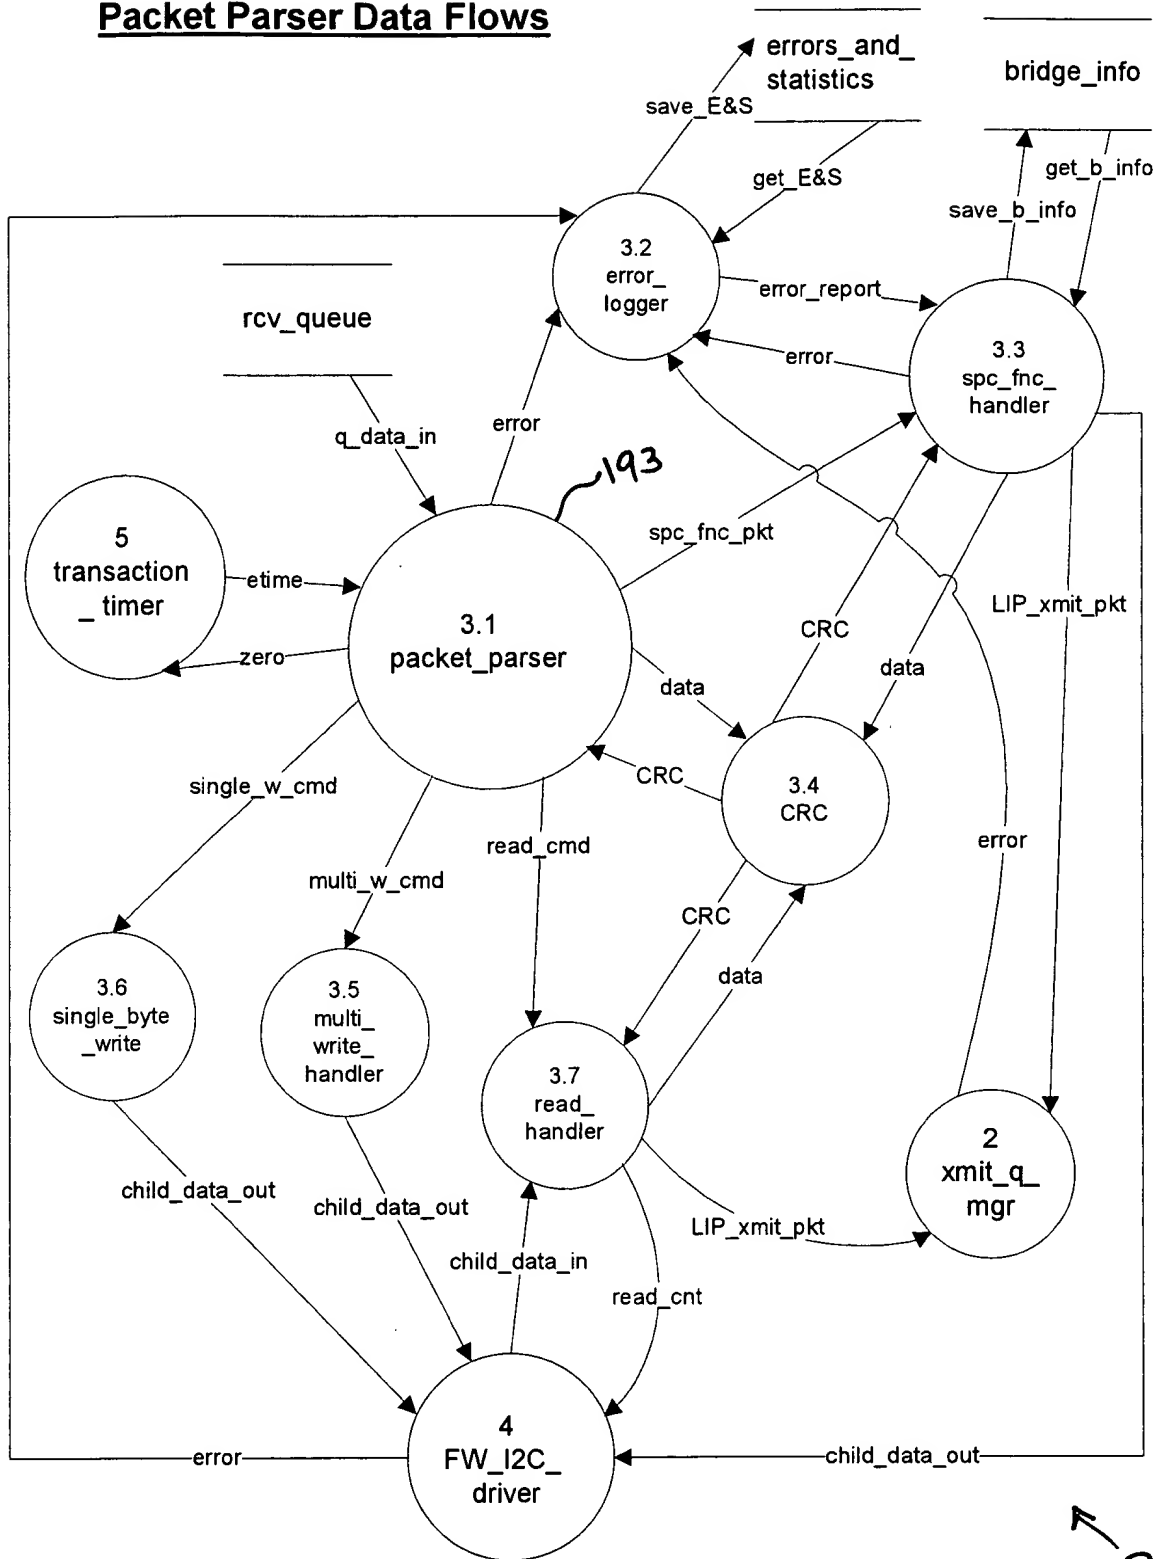 Packet Parser Data Flows
errors_and_
statistics
bridge_info
save_E&S
get_E&S
get_b_info
save_b_info
3.2
error_
logger
error_report
rcv_queue
error
3.3
spc_fnc_
handler
q_data_in
error
193
spc_fnc_pkt
5
transaction
_ timer
etime
LIP_xmit_pkt
3.1
packet_parser
CRC
zero
data
data
CRC
single_w_cmd
3.4
CRC
read_cmd
error
multi_w_cmd
CRC
data
3.6
single_byte
_write
3.5
multi_
write_
handler
3.7
read_
handler
2
xmit_q_
mgr
child_data_out
child_data_out
LIP_xmit_pkt
child_data_in
read_cnt
4
FW_I2C_
driver
error
child_data_out